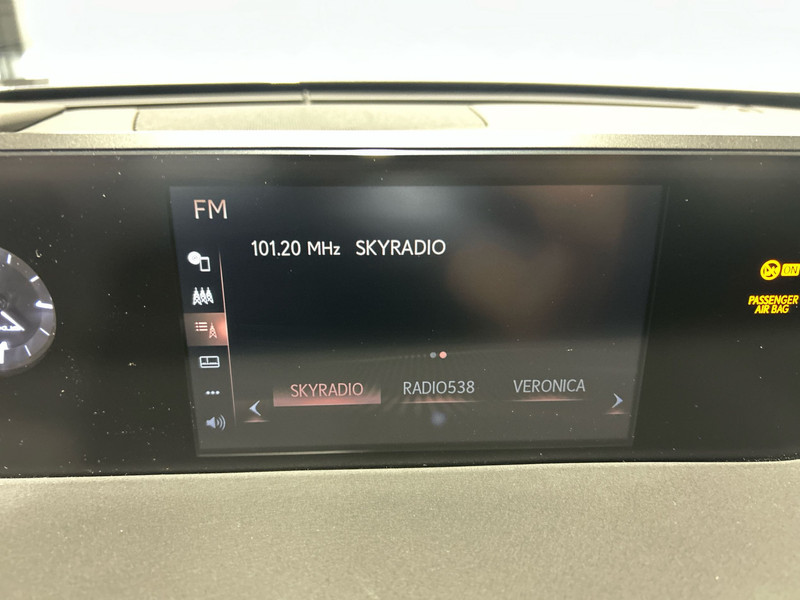 FM
101.20 MHz SKYRADIO
SKYRADIO RADIO538 VERONICA
ON
PASSENGER
AIR BAG